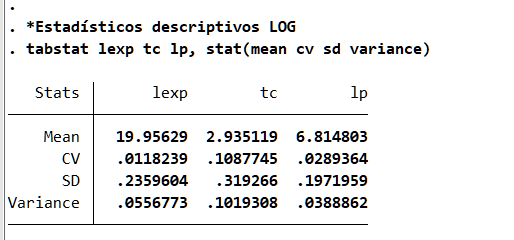 .
. *Estadísticos descriptivos LOG
. tabstat lexp tc lp, stat(mean cv sd variance)
Stats lexp tc lp
Mean 19.95629 2.935119 6.814803
CV .0118239 .1087745 .0289364
SD .2359604 .319266 .1971959
Variance .0556773 .1019308 .0388862